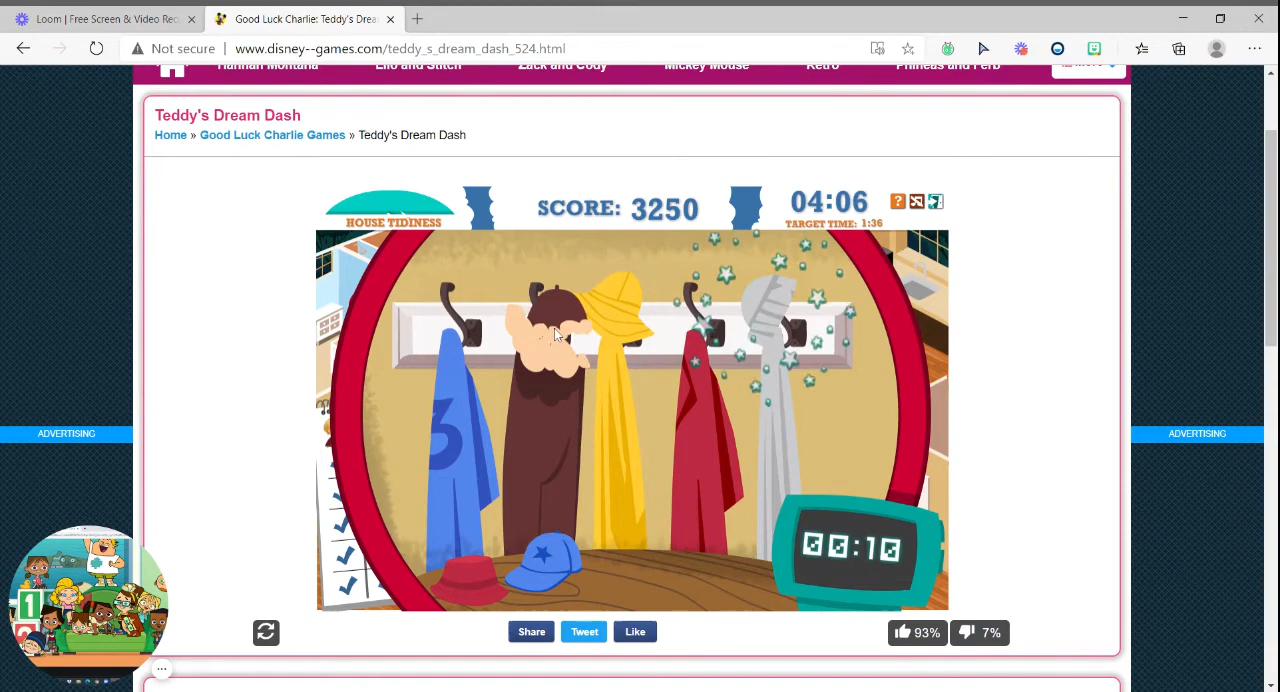 Loom | Free Screen & Video Rec
Good Luck Charlie: Teddy's Drea
Not secure | www.disney--games.com/teddy_s_dream_dash_524.html
Hannah Montana Lilo and Stitch Zack and Cody Mickey Mouse Retro Phineas and Ferb More
Teddy's Dream Dash
Home » Good Luck Charlie Games » Teddy's Dream Dash
HOUSE TIDINESS
SCORE: 3250
04:06
TARGET TIME: 1:36
?
3
ADVERTISING
ADVERTISING
00:10
1
Share
Tweet
Like
93%
7%